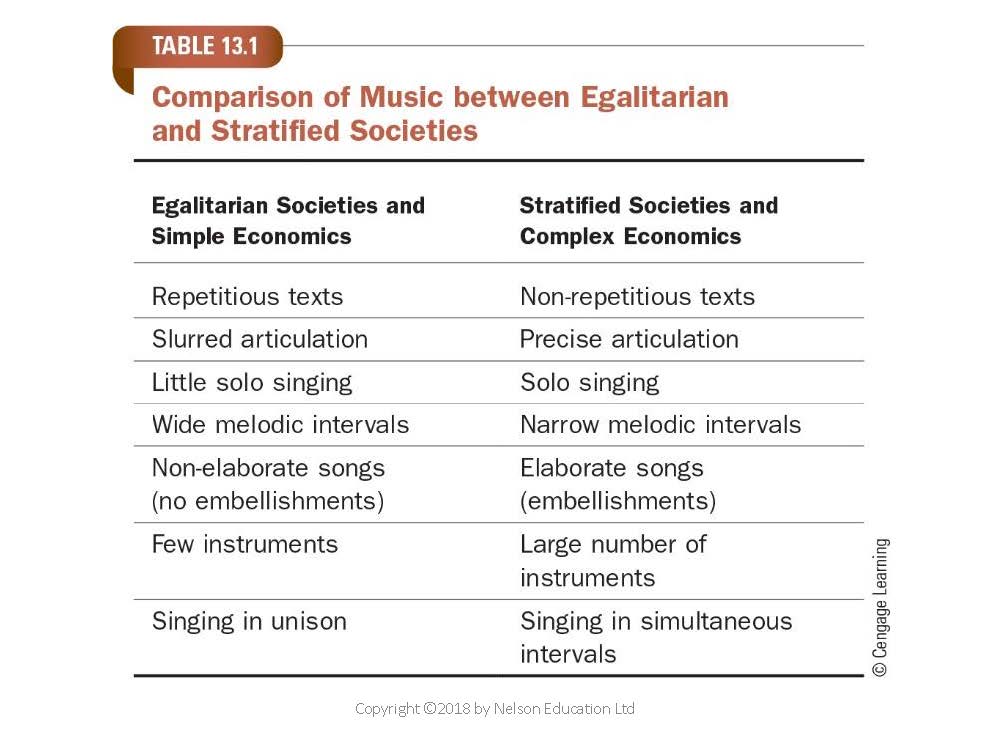 TABLE 13.1
Comparison of Music between Egalitarian
and Stratified Societies
Egalitarian Societies and
Simple Economics
Stratified Societies and
Complex Economics
Repetitious texts
Non-repetitious texts
Slurred articulation
Precise articulation
Little solo singing
Solo singing
Wide melodic intervals
Narrow melodic intervals
Non-elaborate songs
(no embellishments)
Elaborate songs
(embellishments)
Few instruments
Large number of
instruments
Singing in unison
Singing in simultaneous
intervals
© Cengage Learning
Copyright ©2018 by Nelson Education Ltd